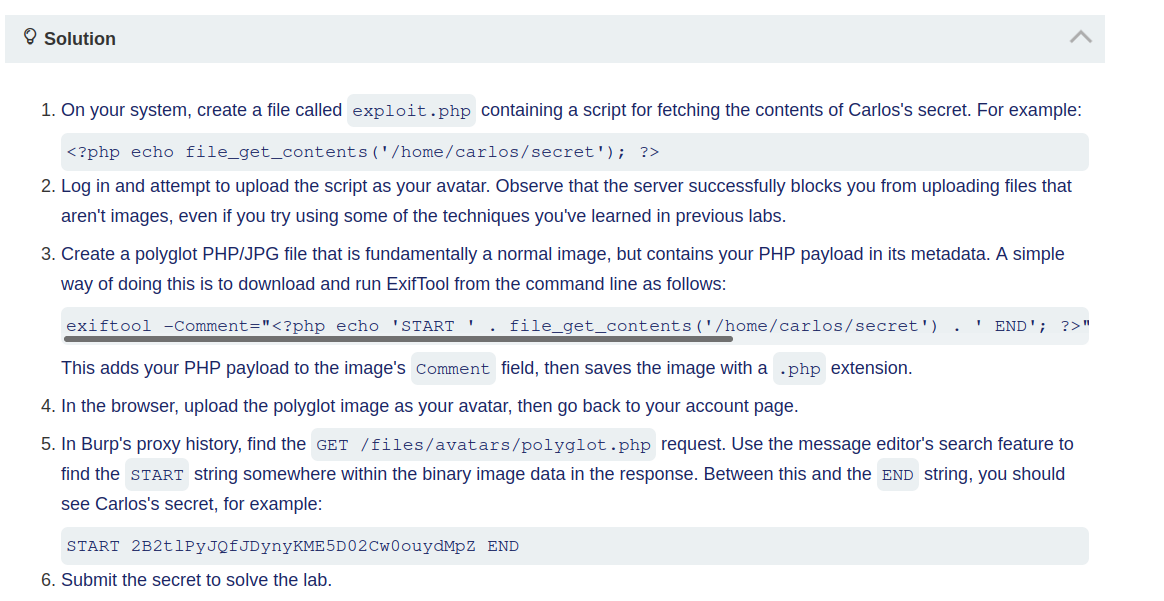 Solution
1. On your system, create a file called exploit.php containing a script for fetching the contents of Carlos's secret. For example:
<?php echo file_get_contents('/home/carlos/secret'); ?>
2. Log in and attempt to upload the script as your avatar. Observe that the server successfully blocks you from uploading files that
aren't images, even if you try using some of the techniques you've learned in previous labs.
3. Create a polyglot PHP/JPG file that is fundamentally a normal image, but contains your PHP payload in its metadata. A simple
way of doing this is to download and run ExifTool from the command line as follows:
exiftool -Comment="<?php echo 'START ' . file_get_contents('/home/carlos/secret') . ' END'; ?>"
This adds your PHP payload to the image's Comment field, then saves the image with a .php extension.
4. In the browser, upload the polyglot image as your avatar, then go back to your account page.
5. In Burp's proxy history, find the GET /files/avatars/polyglot.php request. Use the message editor's search feature to
find the START string somewhere within the binary image data in the response. Between this and the END string, you should
see Carlos's secret, for example:
START 2B2tlPyJQfJDynyKME5D02Cw0ouydMpZ END
6. Submit the secret to solve the lab.